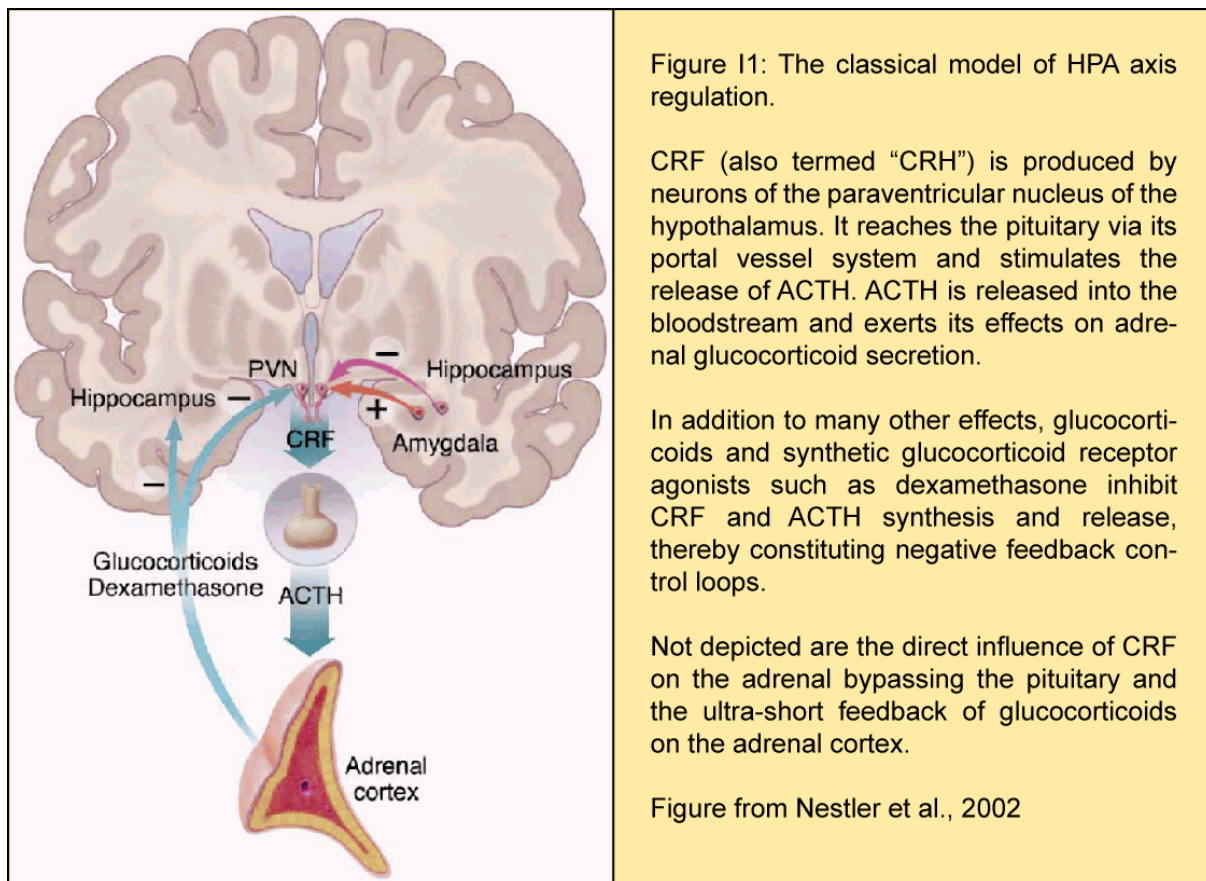 PVN
−
Hippocampus
Hippocampus −
+
CRF
Amygdala
−
Glucocorticoids
Dexamethasone
ACTH
Adrenal
cortex
Figure I1: The classical model of HPA axis
regulation.
CRF (also termed “CRH”) is produced by
neurons of the paraventricular nucleus of the
hypothalamus. It reaches the pituitary via its
portal vessel system and stimulates the
release of ACTH. ACTH is released into the
bloodstream and exerts its effects on adre-
nal glucocorticoid secretion.
In addition to many other effects, glucocorti-
coids and synthetic glucocorticoid receptor
agonists such as dexamethasone inhibit
CRF and ACTH synthesis and release,
thereby constituting negative feedback con-
trol loops.
Not depicted are the direct influence of CRF
on the adrenal bypassing the pituitary and
the ultra-short feedback of glucocorticoids
on the adrenal cortex.
Figure from Nestler et al., 2002